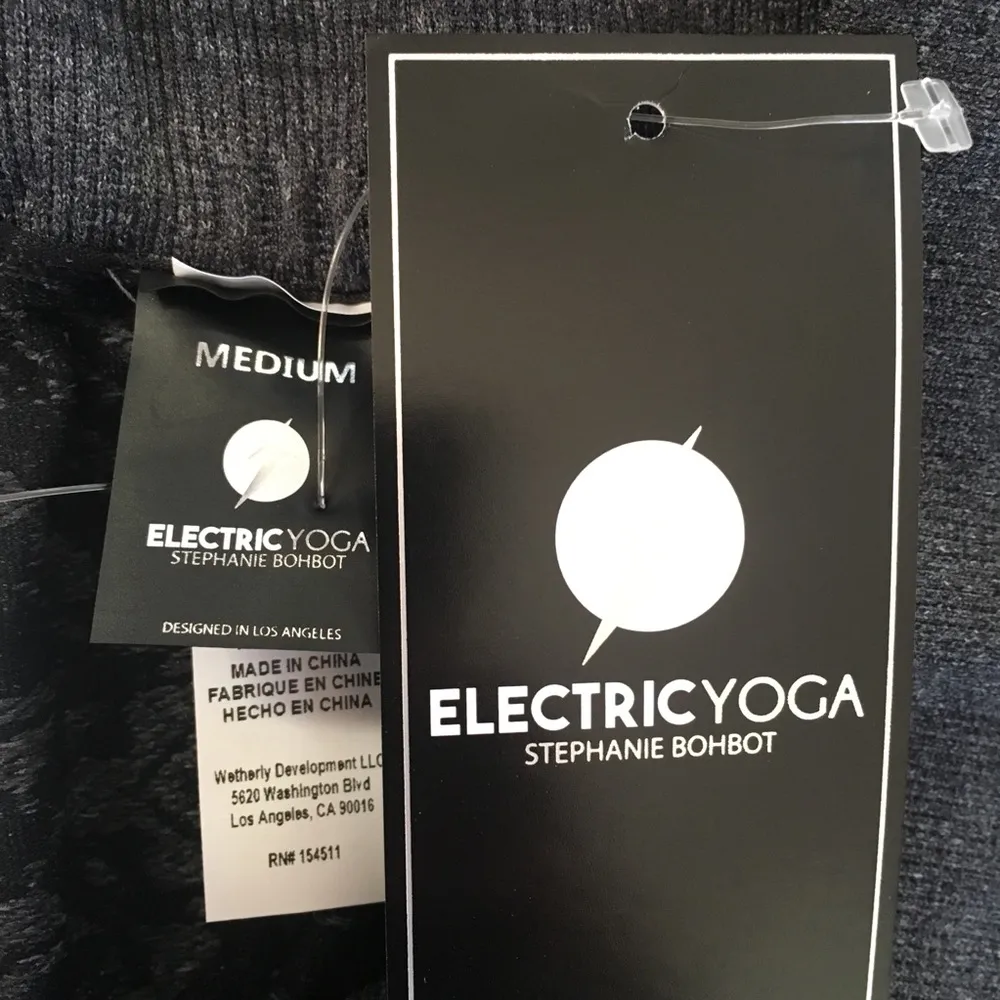 MEDIUM
ELECTRICYOGA
STEPHANIE BOHBOT
DESIGNED IN LOS ANGELES
MADE IN CHINA
FABRIQUE EN CHINE
HECHO EN CHINA
Wetherly Development LLC
5620 Washington Blvd
Los Angeles, CA 90016
RN# 154511
ELECTRICYOGA
STEPHANIE BOHBOT